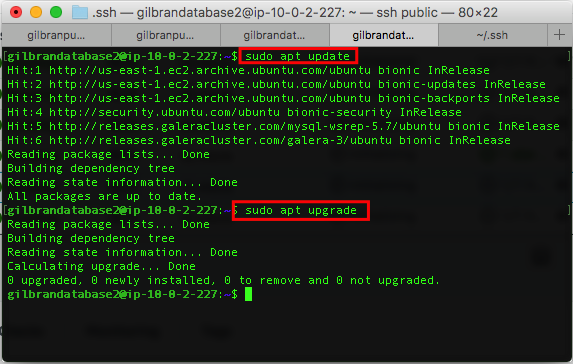 .ssh — gilbrandatabase2@ip-10-0-2-227: ~ — ssh public — 80×22
gilbranpu... gilbranpu... gilbrandat... gilbrandat... ~/.ssh +
[gilbrandatabase2@ip-10-0-2-227:~$ sudo apt update ]
Hit:1 http://us-east-1.ec2.archive.ubuntu.com/ubuntu bionic InRelease
Hit:2 http://us-east-1.ec2.archive.ubuntu.com/ubuntu bionic-updates InRelease
Hit:3 http://us-east-1.ec2.archive.ubuntu.com/ubuntu bionic-backports InRelease
Hit:4 http://security.ubuntu.com/ubuntu bionic-security InRelease
Hit:5 http://releases.galeracluster.com/mysql-wsrep-5.7/ubuntu bionic InRelease
Hit:6 http://releases.galeracluster.com/galera-3/ubuntu bionic InRelease
Reading package lists... Done
Building dependency tree
Reading state information... Done
All packages are up to date.
[gilbrandatabase2@ip-10-0-2-227:~$ sudo apt upgrade ]
Reading package lists... Done
Building dependency tree
Reading state information... Done
Calculating upgrade... Done
0 upgraded, 0 newly installed, 0 to remove and 0 not upgraded.
gilbrandatabase2@ip-10-0-2-227:~$